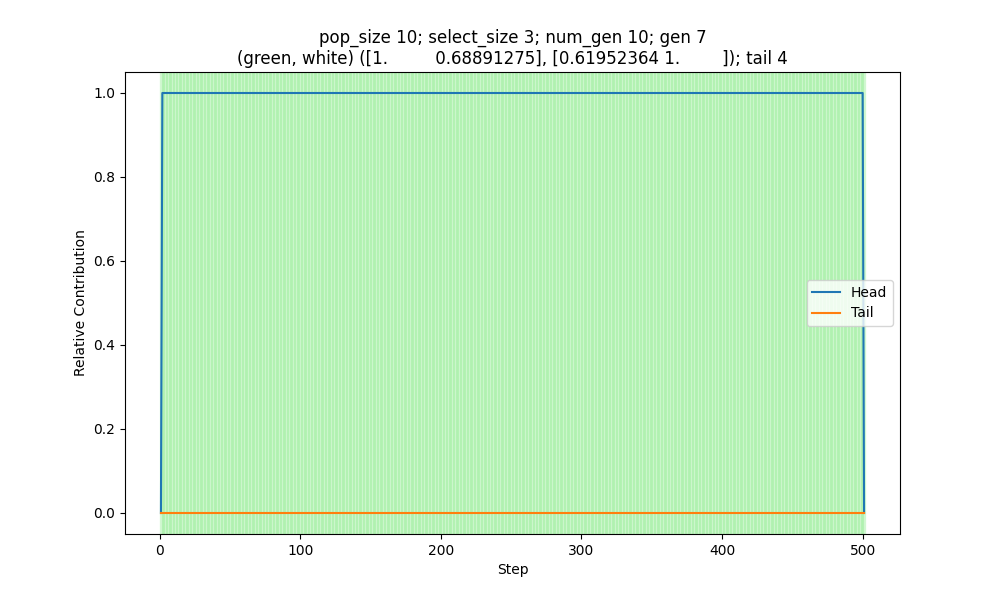 pop_size 10; select_size 3; num_gen 10; gen 7
(green, white) ([1.         0.68891275], [0.61952364 1.        ]); tail 4
1.0
0.8
0.6
0.4
0.2
0.0
Relative Contribution
Head
Tail
0 100 200 300 400 500
Step